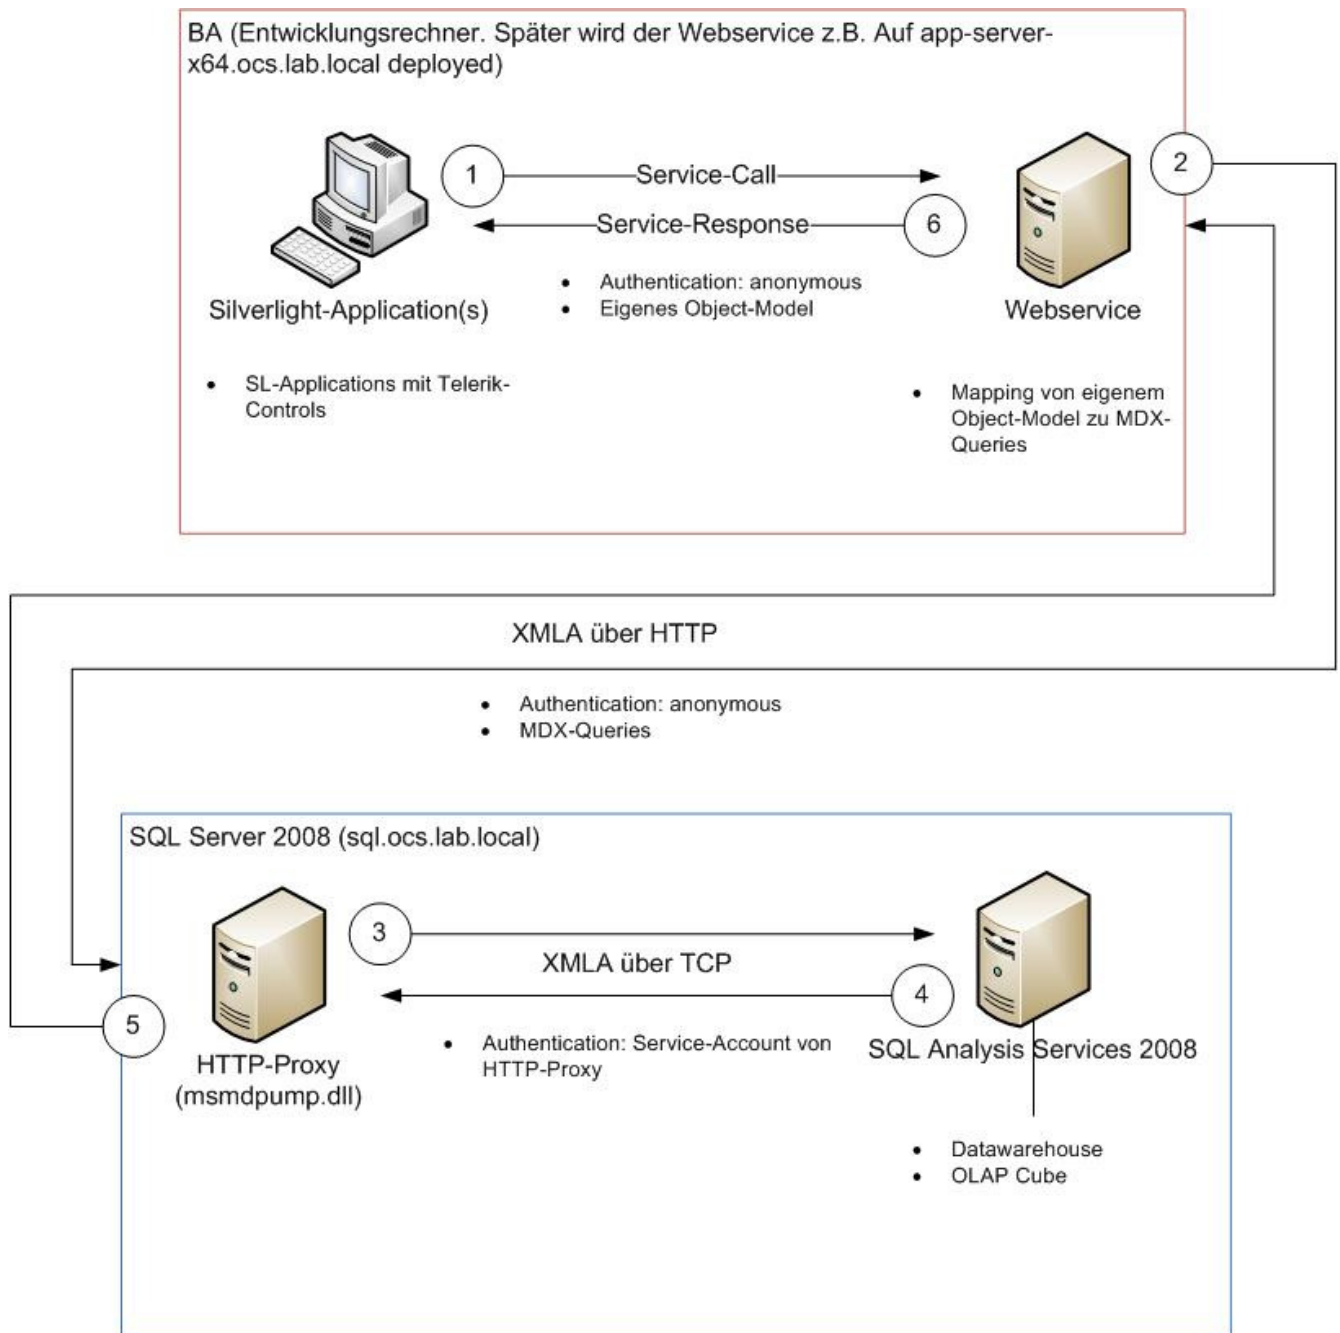 BA (Entwicklungsrechner. Später wird der Webservice z.B. Auf app-server-
x64.ocs.lab.local deployed)
1
Service-Call
2
Service-Response
6
• Authentication: anonymous
• Eigenes Object-Model
Silverlight-Application(s)
Webservice
• SL-Applications mit Telerik-
Controls
• Mapping von eigenem
Object-Model zu MDX-
Queries
XMLA über HTTP
• Authentication: anonymous
• MDX-Queries
SQL Server 2008 (sql.ocs.lab.local)
3
XMLA über TCP
4
5
• Authentication: Service-Account von
HTTP-Proxy
HTTP-Proxy
(msmdpump.dll)
SQL Analysis Services 2008
• Datawarehouse
• OLAP Cube